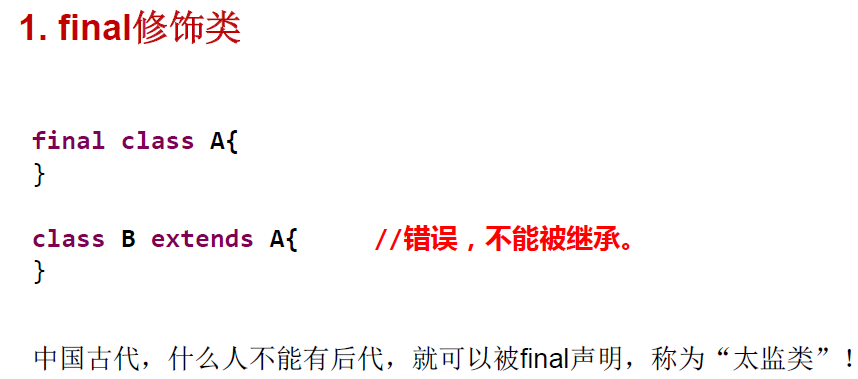 1. final修饰类
final class A{
}
class B extends A{ //错误，不能被继承。
}
中国古代，什么人不能有后代，就可以被final声明，称为“太监类”！